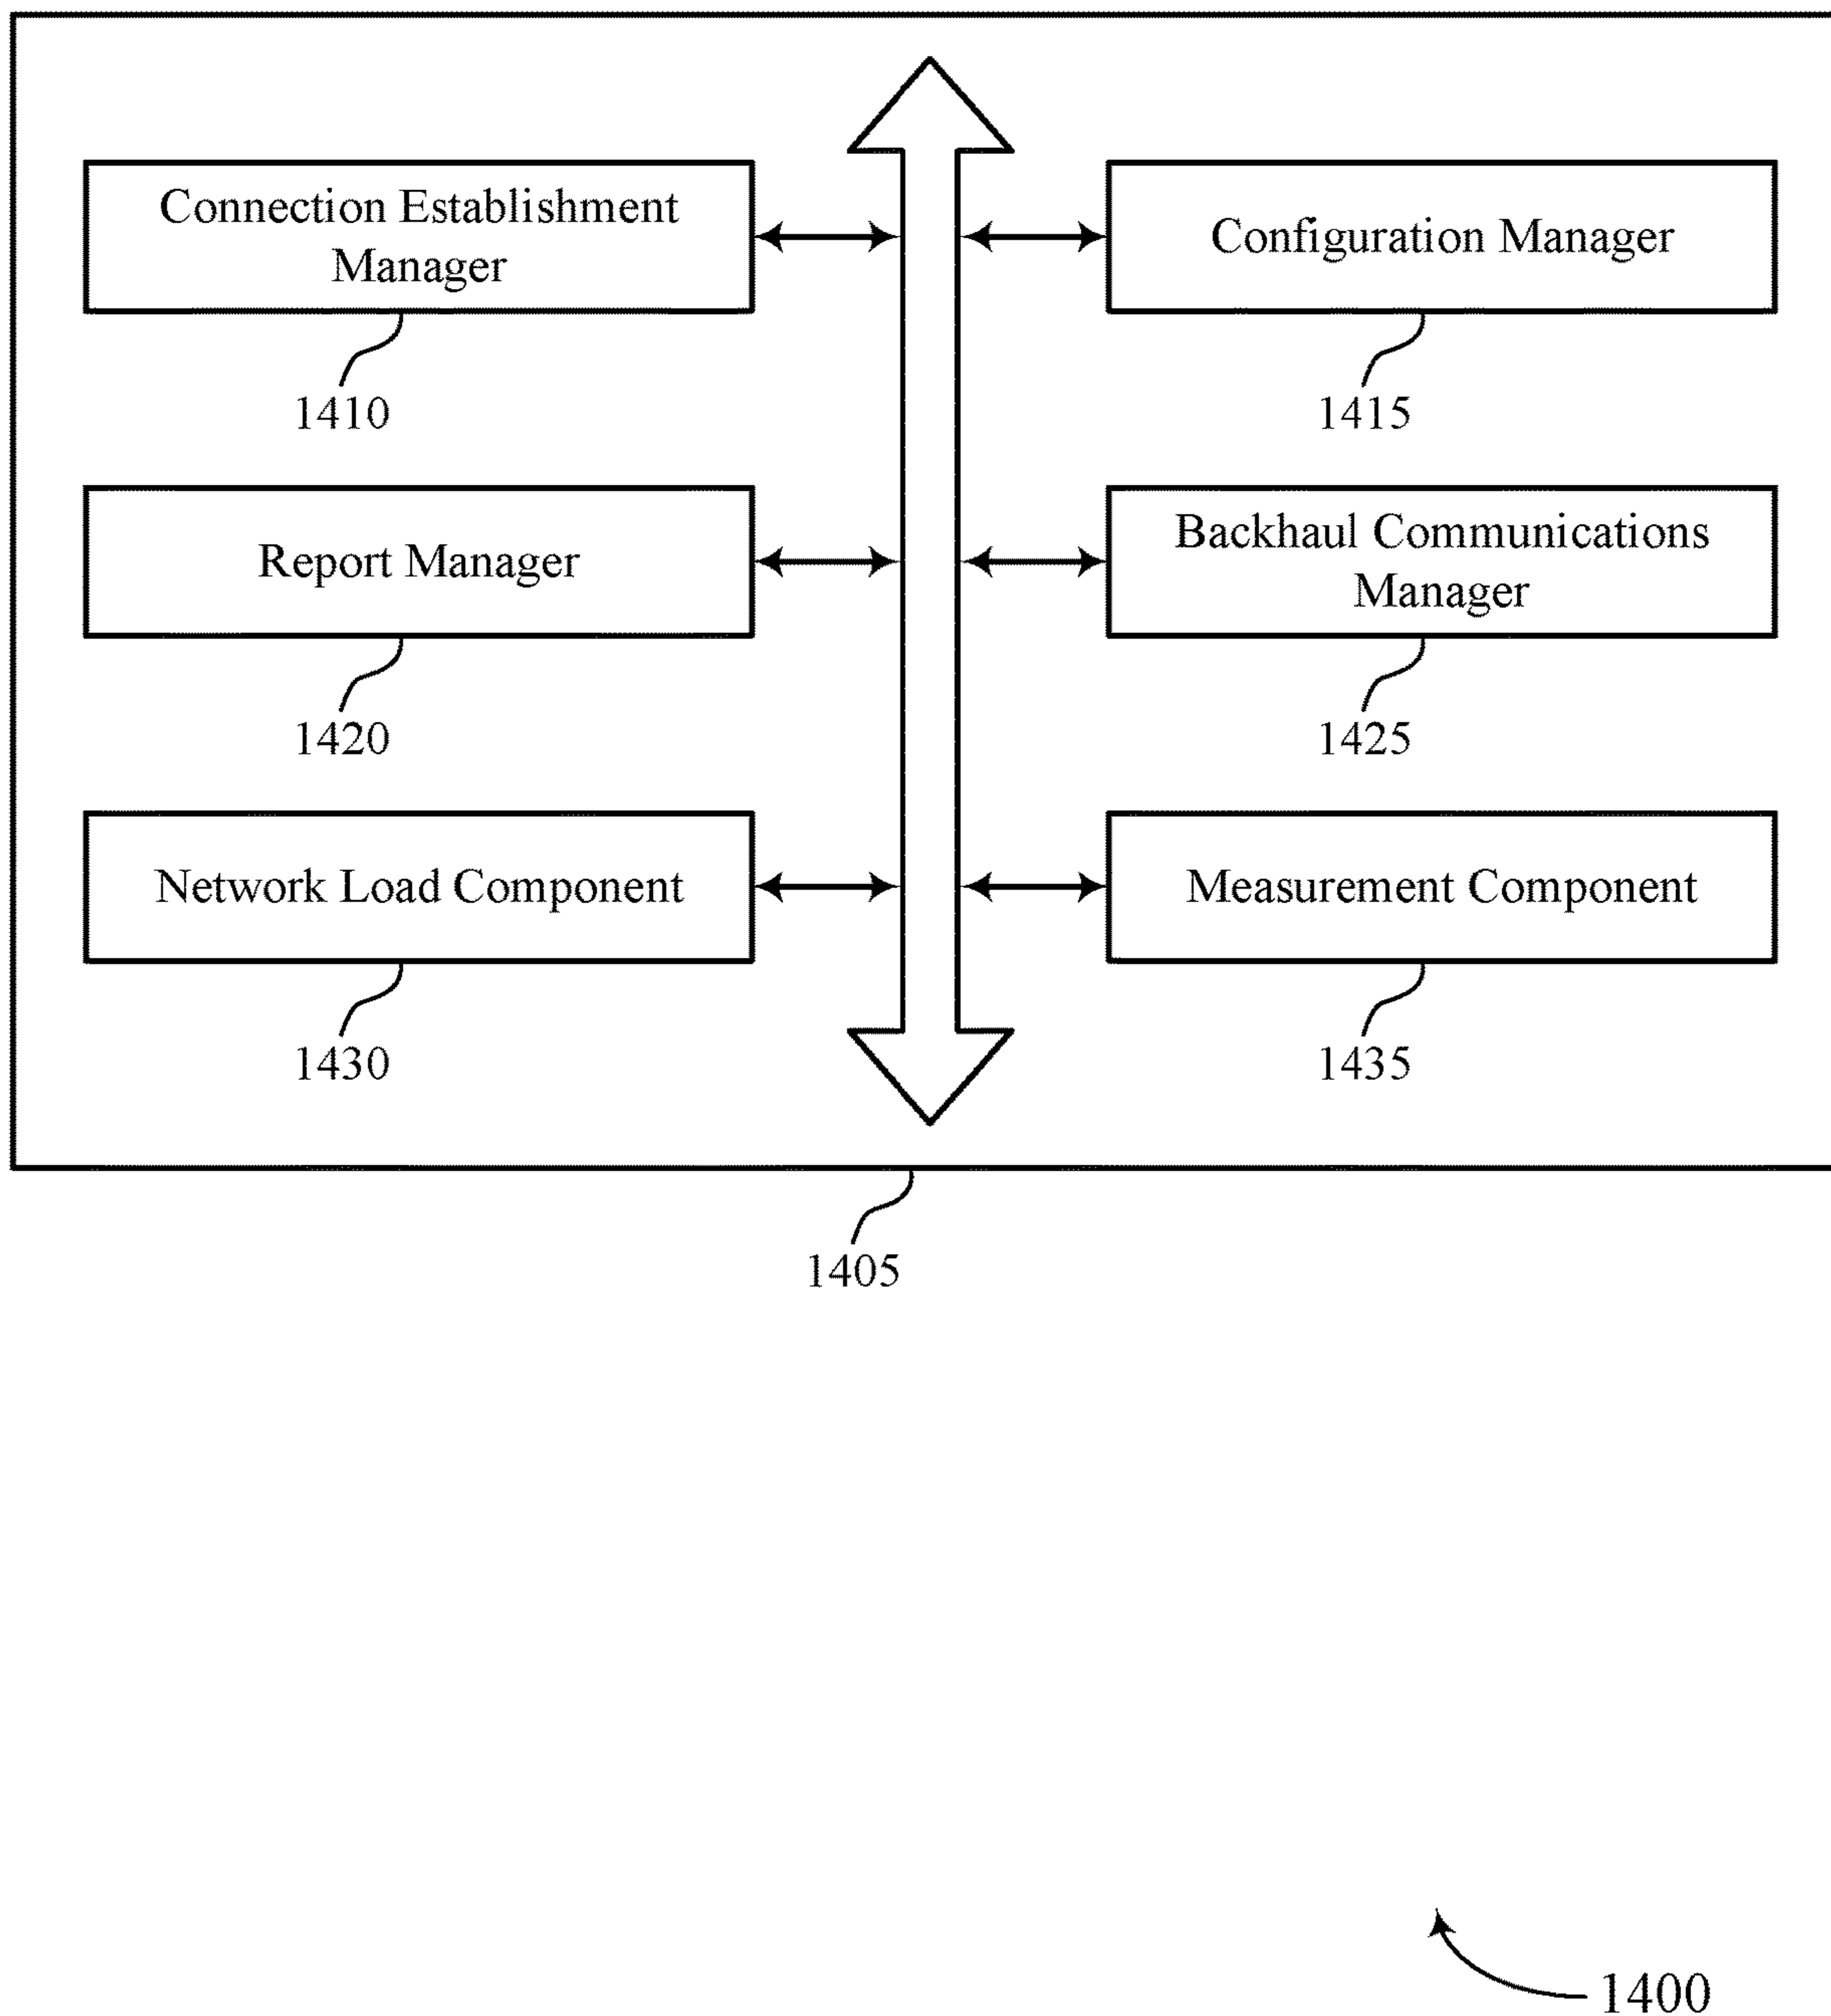 Connection Establishment
Manager
1410
Configuration Manager
1415
Report Manager
1420
Backhaul Communications
Manager
1425
Network Load Component
1430
Measurement Component
1435
1405
1400